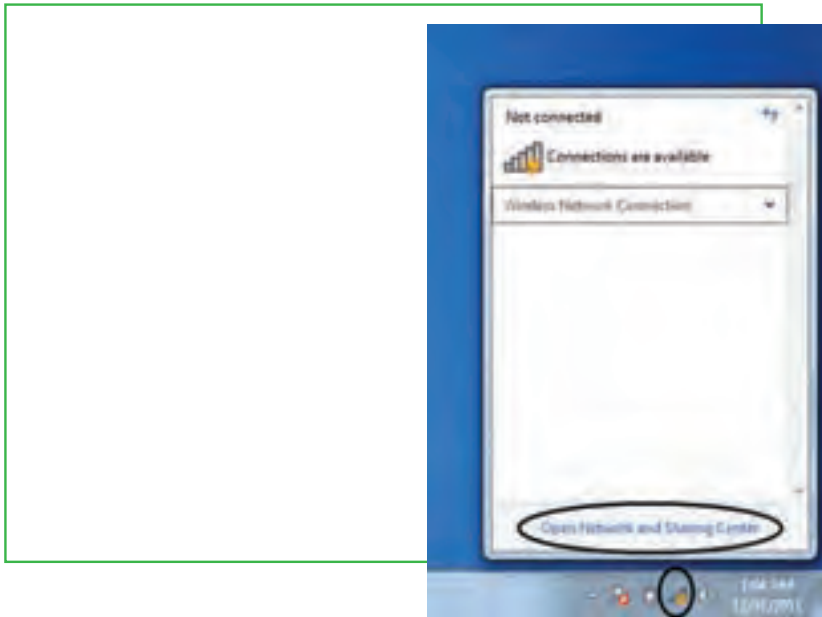 Not connected
Connections are available
Wireless Network Connection
Open Network and Sharing Center